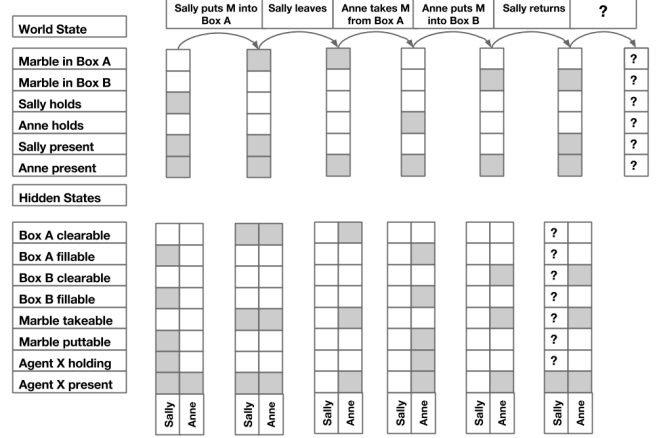 Sally puts M into Box A
Sally leaves
Anne takes M from Box A
Anne puts M into Box B
Sally returns
?
World State
Marble in Box A
?
Marble in Box B
?
Sally holds
?
Anne holds
?
Sally present
?
Anne present
?
Hidden States
Box A clearable
?
Box A fillable
?
Box B clearable
?
Box B fillable
?
Marble takeable
?
Marble puttable
?
Agent X holding
?
Agent X present
Sally
Anne
Sally
Anne
Sally
Anne
Sally
Anne
Sally
Anne
Sally
Anne